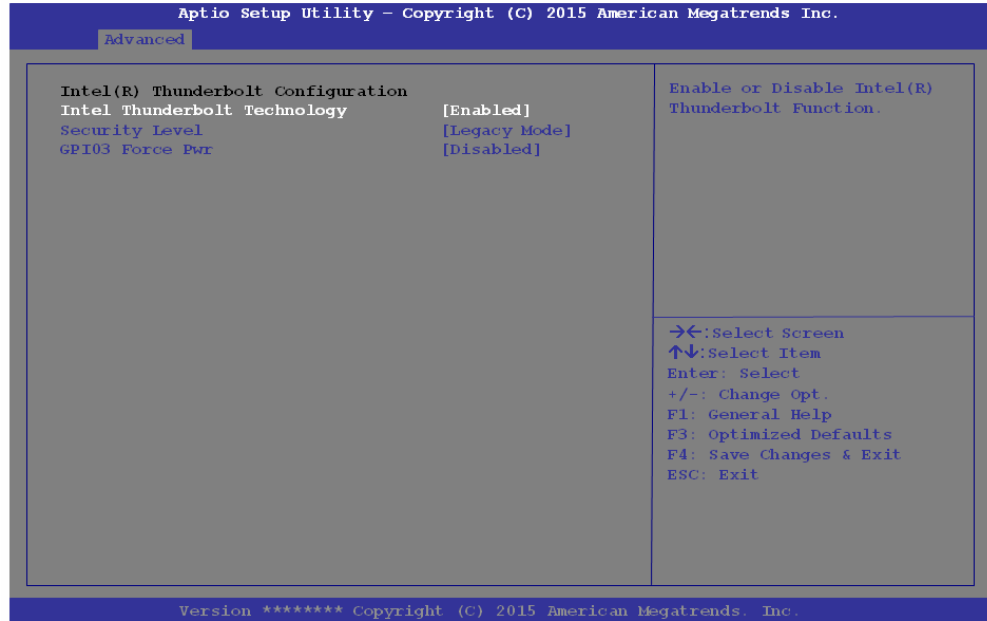 Aptio Setup Utility – Copyright (C) 2015 American Megatrends Inc.
Advanced
Intel(R) Thunderbolt Configuration
Intel Thunderbolt Technology [Enabled]
Security Level [Legacy Mode]
GPI03 Force Pwr [Disabled]
Enable or Disable Intel(R)
Thunderbolt Function.
→←:Select Screen
↑↓:Select Item
Enter: Select
+/-: Change Opt.
F1: General Help
F3: Optimized Defaults
F4: Save Changes & Exit
ESC: Exit
Version ******** Copyright (C) 2015 American Megatrends. Inc.